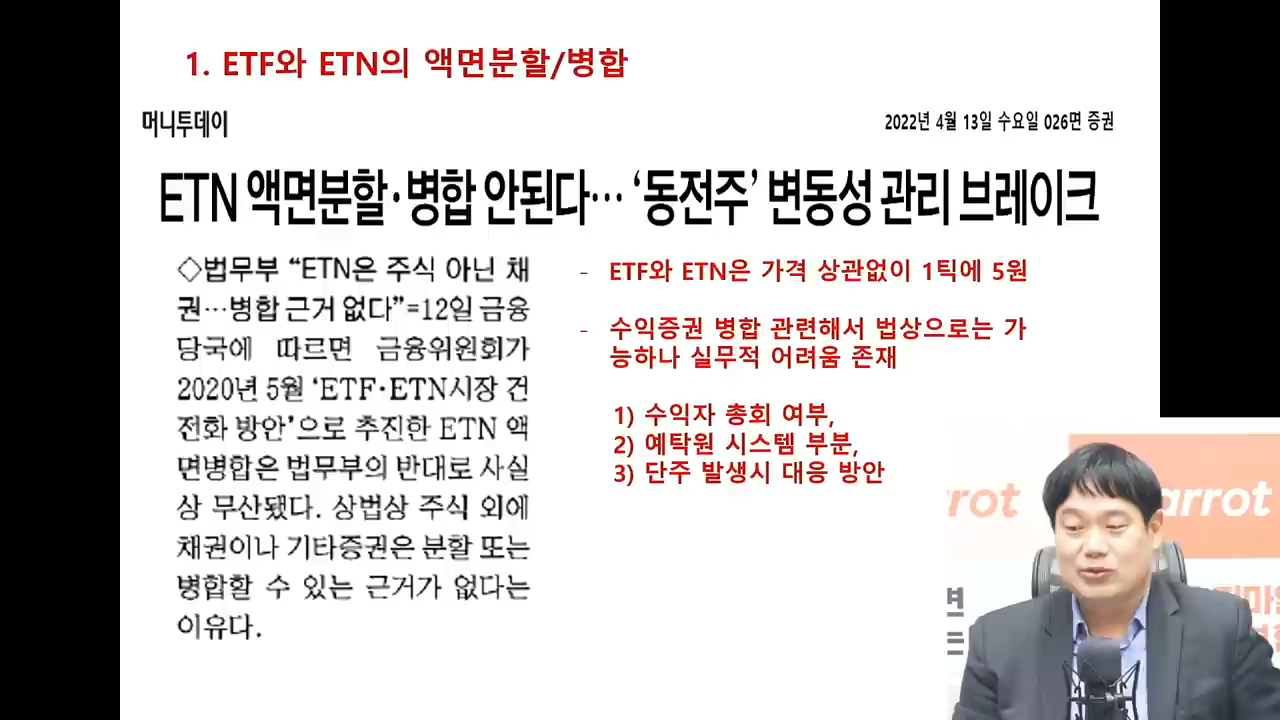 1. ETF와 ETN의 액면분할/병합
머니투데이
2022년 4월 13일 수요일 026면 증권
ETN 액면분할·병합 안된다… ‘동전주’ 변동성 관리 브레이크
◇법무부 “ETN은 주식 아닌 채
권…병합 근거 없다”=12일 금융
당국에 따르면 금융위원회가
2020년 5월 ‘ETF·ETN시장 건
전화 방안’으로 추진한 ETN 액
면병합은 법무부의 반대로 사실
상 무산됐다. 상법상 주식 외에
채권이나 기타증권은 분할 또는
병합할 수 있는 근거가 없다는
이유다.
- ETF와 ETN은 가격 상관없이 1틱에 5원
- 수익증권 병합 관련해서 법상으로는 가
능하나 실무적 어려움 존재
1) 수익자 총회 여부,
2) 예탁원 시스템 부분,
3) 단주 발생시 대응 방안
rot
arrot
면